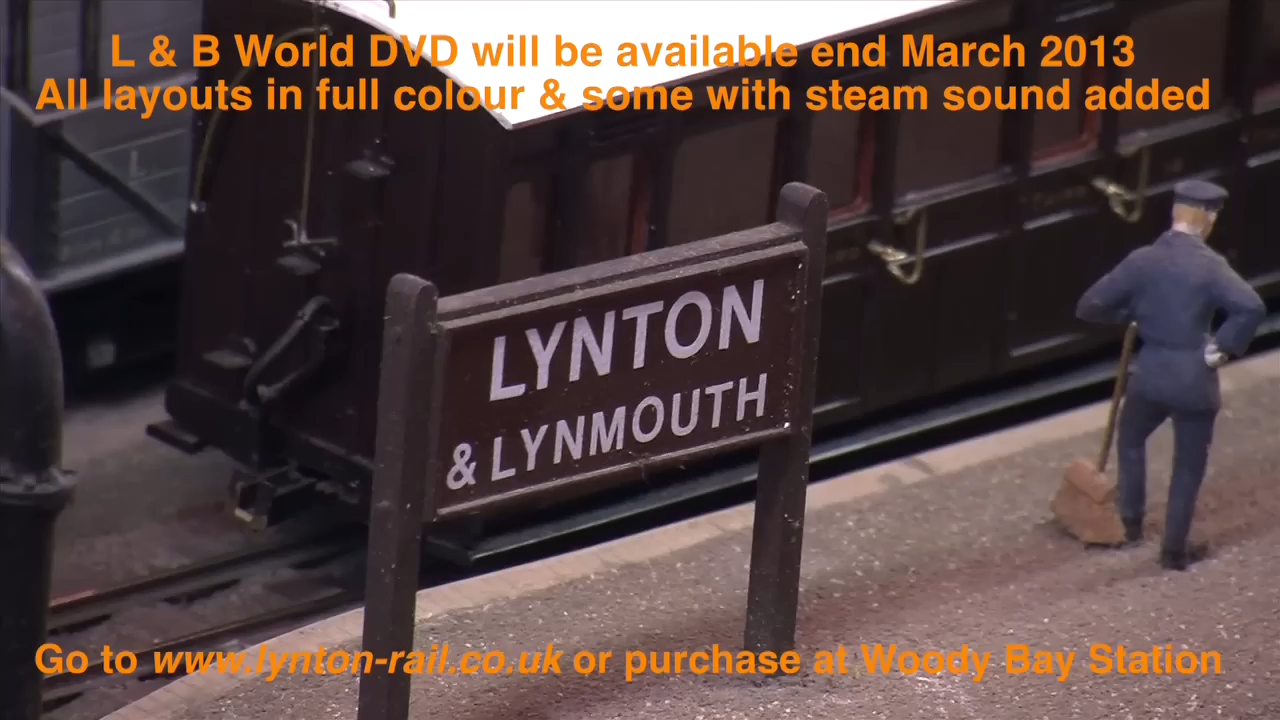 L & B World DVD will be available end March 2013
All layouts in full colour & some with steam sound added
LYNTON
& LYNMOUTH
Go to www.lynton-rail.co.uk or purchase at Woody Bay Station